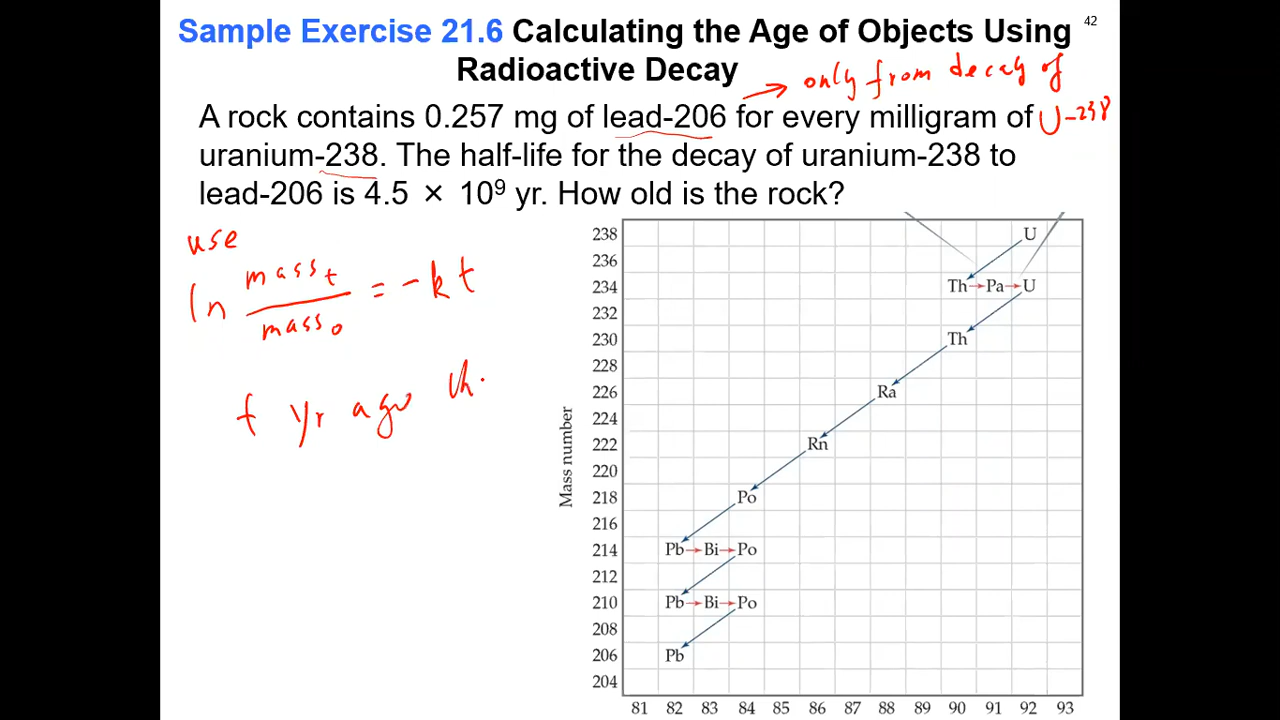 42
Sample Exercise 21.6 Calculating the Age of Objects Using
Radioactive Decay
→ only from decay of
U-238
A rock contains 0.257 mg of lead-206 for every milligram of
uranium-238. The half-life for the decay of uranium-238 to
lead-206 is 4.5 × 10⁹ yr. How old is the rock?
use
ln mass_t / mass_0 = -kt
t yr ago
Mass number
238
236
234
232
230
228
226
224
222
220
218
216
214
212
210
208
206
204
U
Th→Pa→U
Th
Ra
Rn
Po
Pb→Bi→Po
Pb→Bi→Po
Pb
81 82 83 84 85 86 87 88 89 90 91 92 93